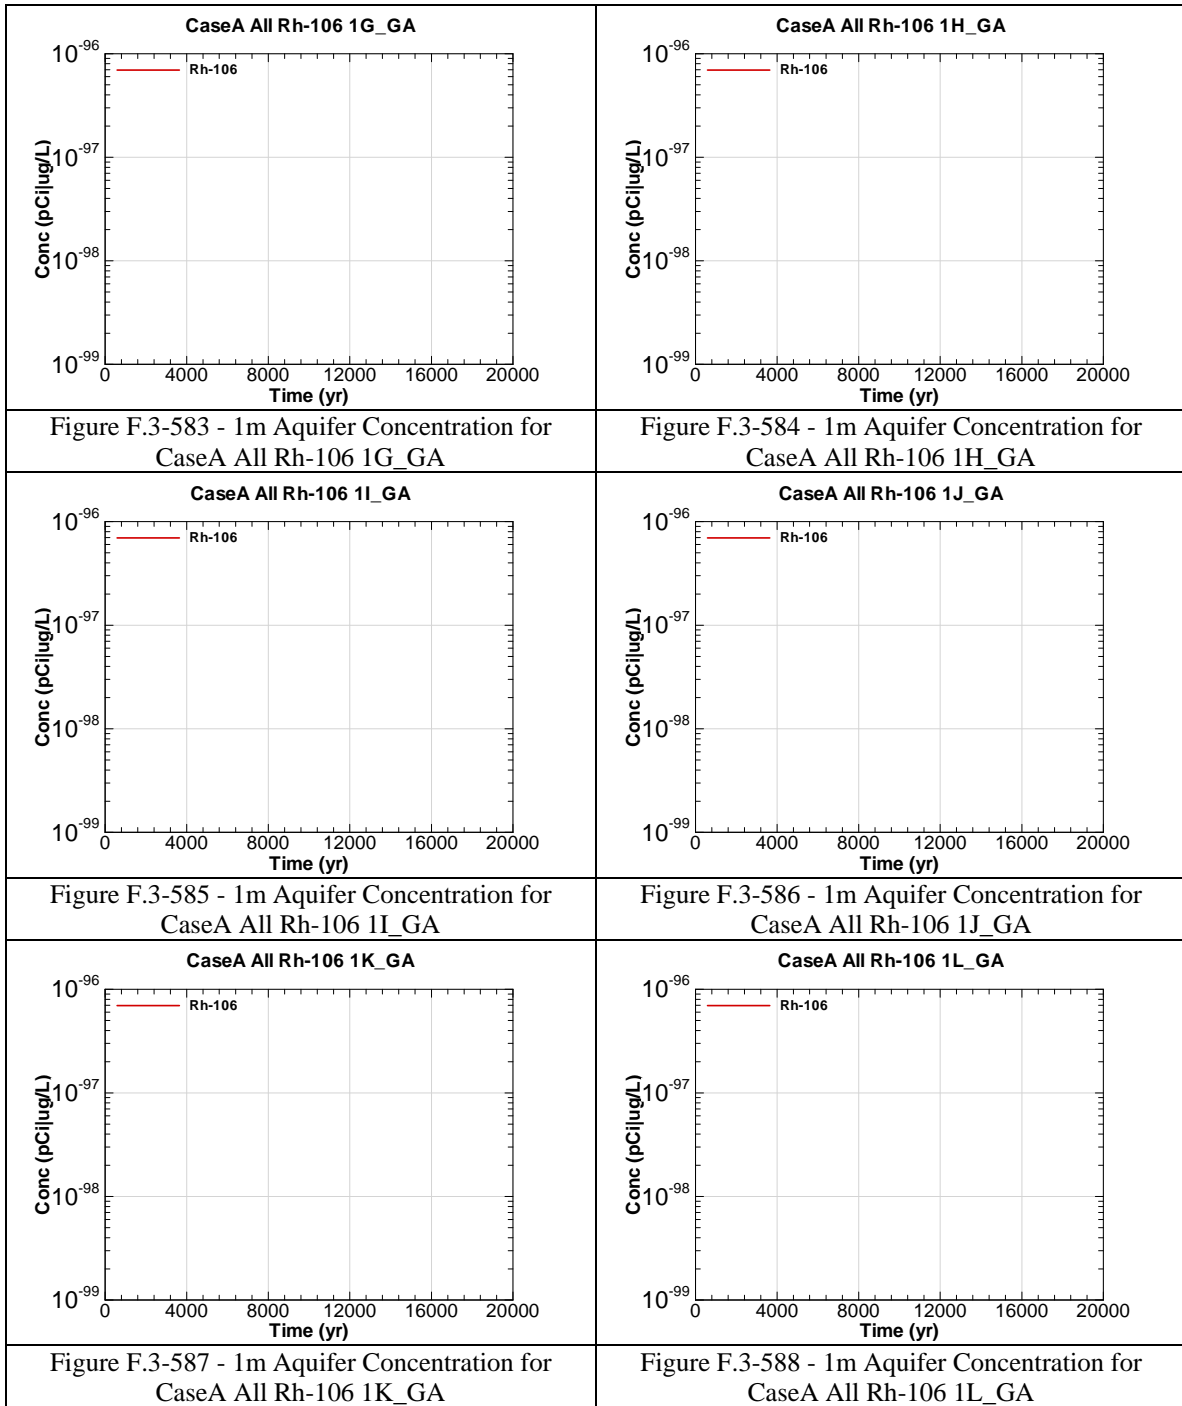 CaseA All Rh-106 1G_GA
Rh-106
10^-96
10^-97
10^-98
10^-99
Conc (pCi|ug/L)
0 4000 8000 12000 16000 20000
Time (yr)
Figure F.3-583 - 1m Aquifer Concentration for
CaseA All Rh-106 1G_GA
CaseA All Rh-106 1H_GA
Rh-106
10^-96
10^-97
10^-98
10^-99
Conc (pCi|ug/L)
0 4000 8000 12000 16000 20000
Time (yr)
Figure F.3-584 - 1m Aquifer Concentration for
CaseA All Rh-106 1H_GA
CaseA All Rh-106 1I_GA
Rh-106
10^-96
10^-97
10^-98
10^-99
Conc (pCi|ug/L)
0 4000 8000 12000 16000 20000
Time (yr)
Figure F.3-585 - 1m Aquifer Concentration for
CaseA All Rh-106 1I_GA
CaseA All Rh-106 1J_GA
Rh-106
10^-96
10^-97
10^-98
10^-99
Conc (pCi|ug/L)
0 4000 8000 12000 16000 20000
Time (yr)
Figure F.3-586 - 1m Aquifer Concentration for
CaseA All Rh-106 1J_GA
CaseA All Rh-106 1K_GA
Rh-106
10^-96
10^-97
10^-98
10^-99
Conc (pCi|ug/L)
0 4000 8000 12000 16000 20000
Time (yr)
Figure F.3-587 - 1m Aquifer Concentration for
CaseA All Rh-106 1K_GA
CaseA All Rh-106 1L_GA
Rh-106
10^-96
10^-97
10^-98
10^-99
Conc (pCi|ug/L)
0 4000 8000 12000 16000 20000
Time (yr)
Figure F.3-588 - 1m Aquifer Concentration for
CaseA All Rh-106 1L_GA